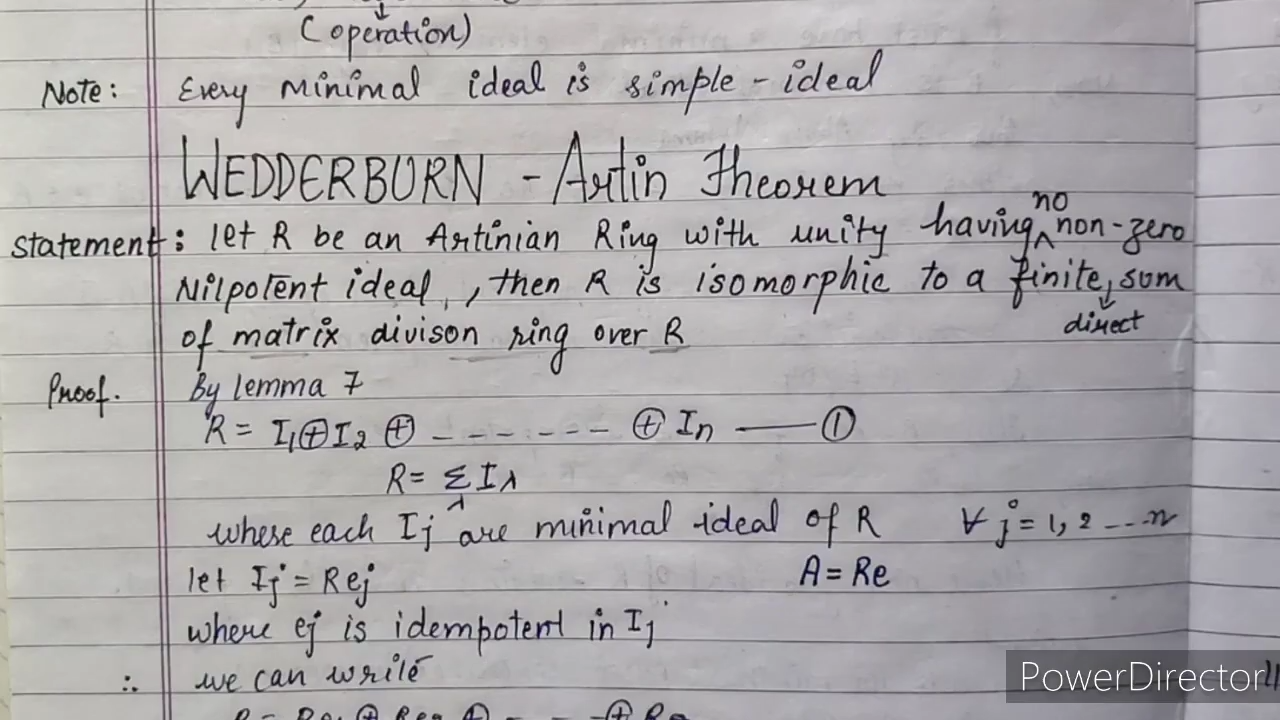 (operation)
Note: Every minimal ideal is simple-ideal
WEDDERBURN - Artin Theorem
statement: let R be an Artinian Ring with unity having no non-zero
Nilpotent ideal, then R is isomorphic to a finite, sum
direct
of matrix divison ring over R
Proof. By lemma 7
R = I₁⊕I₂ ⊕ ------- ⊕ In —— ①
R = Σ Iλ
λ
where each Ij are minimal ideal of R ∀ j = 1, 2 ---n
let Ij = Rej A = Re
where ej is idempotent in Ij
∴ we can write
PowerDirector